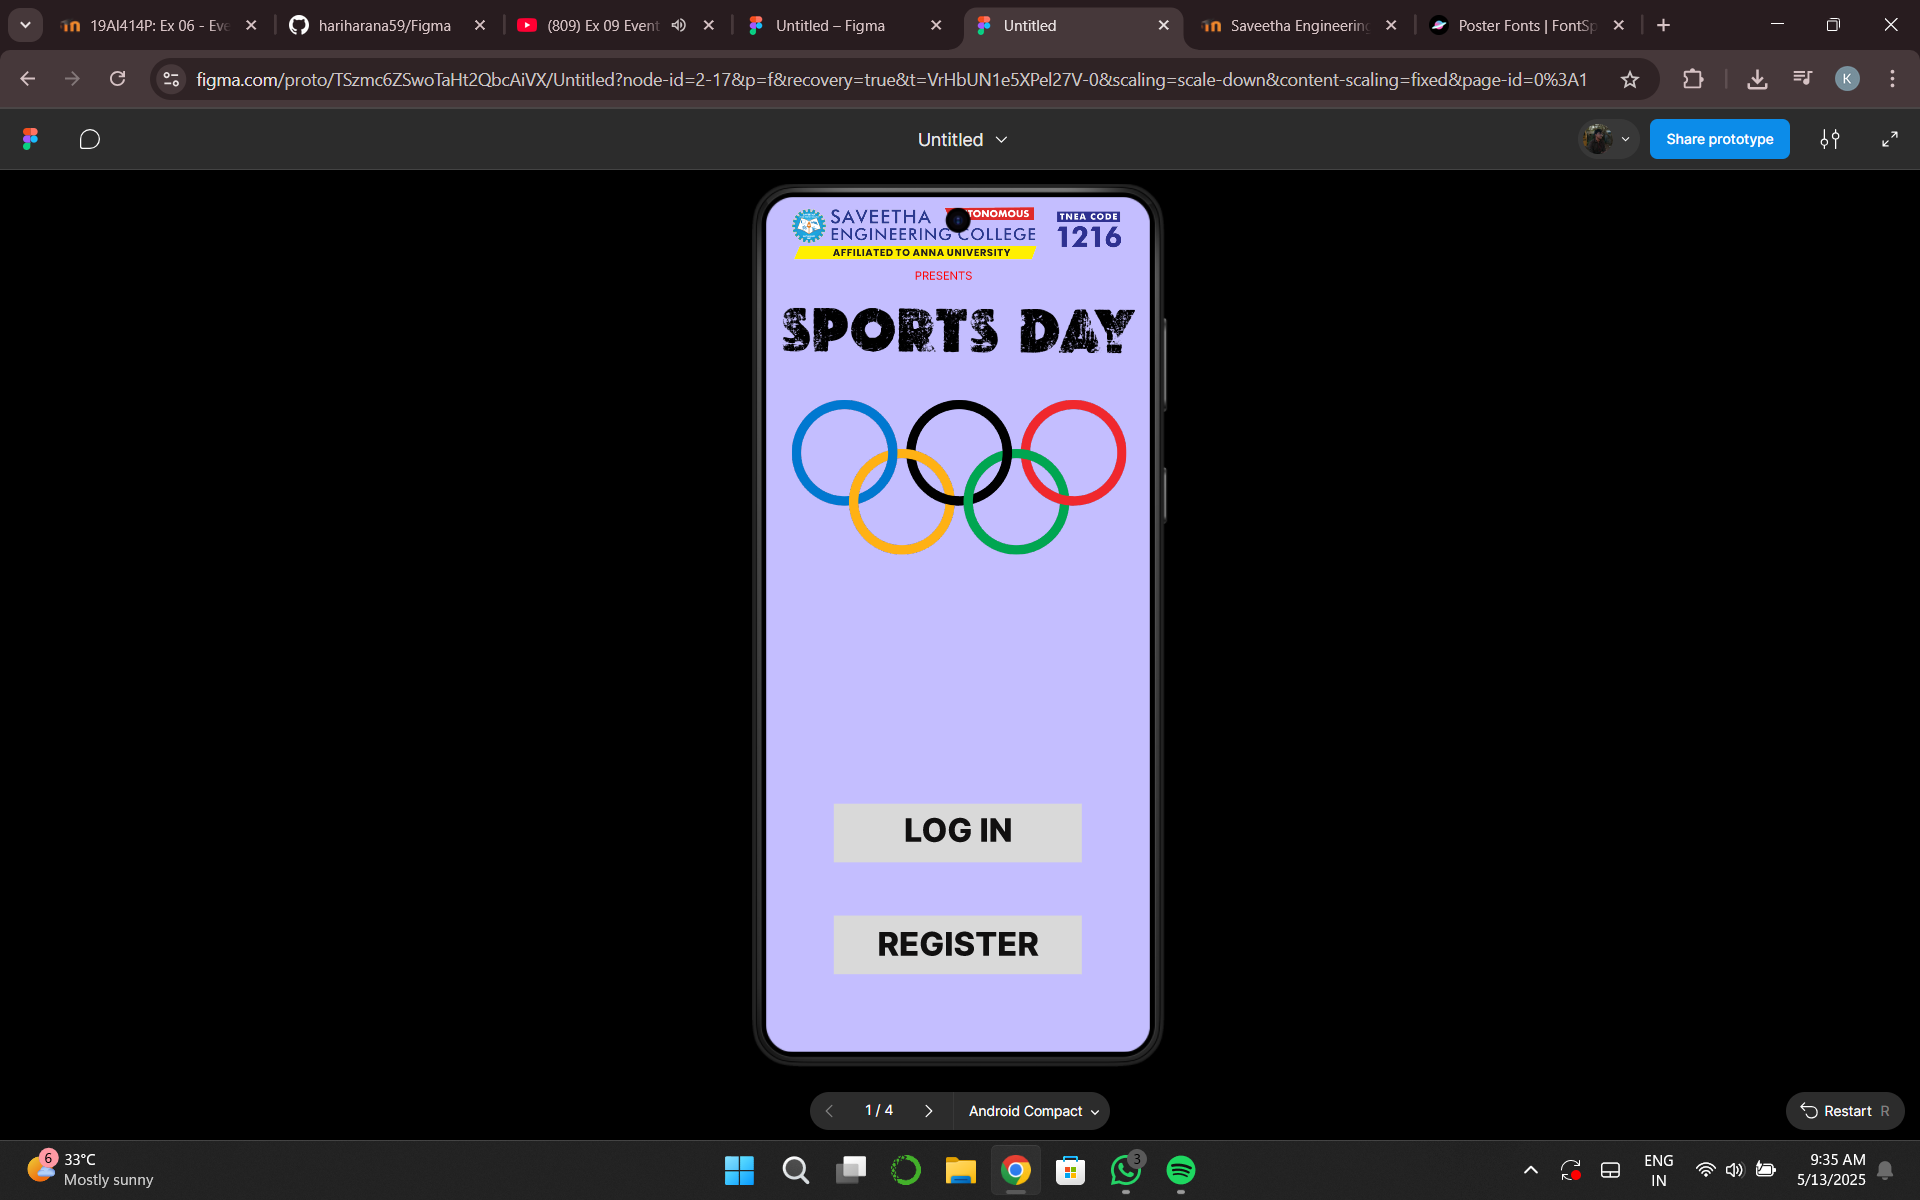 19AI414P: Ex 06 - Eve
hariharana59/Figma
(809) Ex 09 Event
Untitled – Figma
Untitled
Saveetha Engineering
Poster Fonts | FontSp
figma.com/proto/TSzmc6ZSwoTaHt2QbcAiVX/Untitled?node-id=2-17&p=f&recovery=true&t=VrHbUN1e5XPel27V-0&scaling=scale-down&content-scaling=fixed&page-id=0%3A1
K
Untitled
Share prototype
SAVEETHA
TONOMOUS
ENGINEERING COLLEGE
AFFILIATED TO ANNA UNIVERSITY
TNEA CODE
1216
PRESENTS
SPORTS DAY
LOG IN
REGISTER
1 / 4
Android Compact
Restart R
6
33°C
Mostly sunny
3
ENG
IN
9:35 AM
5/13/2025